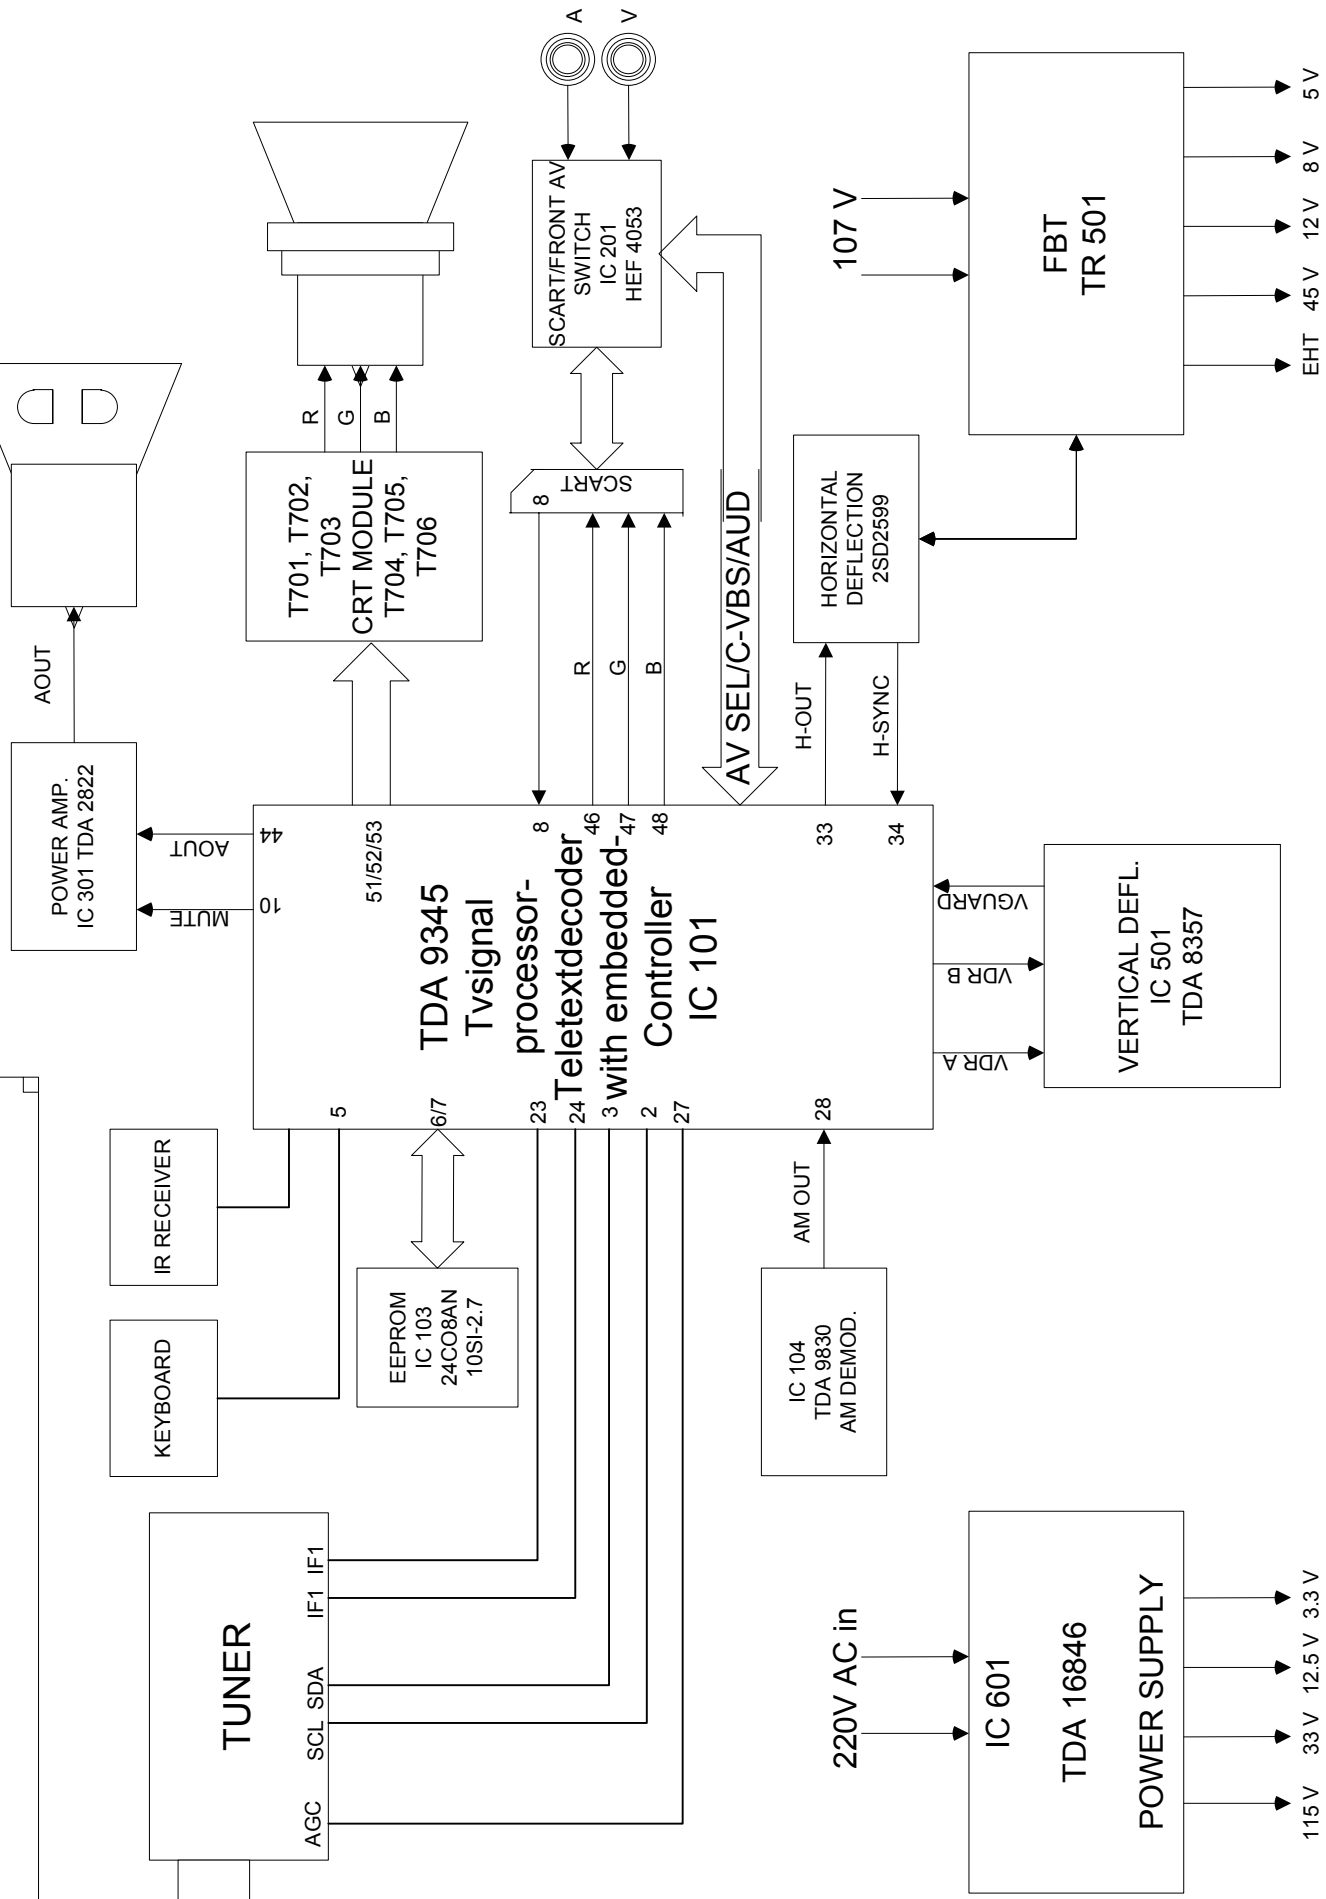 TUNER
AGC
SCL
SDA
IF1
IF1
KEYBOARD
IR RECEIVER
5
6/7
23
24
3
2
27
28
EEPROM
IC 103
24CO8AN
10SI-2.7
IC 104
TDA 9830
AM DEMOD.
AM OUT
TDA 9345
Tvsignal
processor-
Teletextdecoder
with embedded-
Controller
IC 101
10
44
MUTE
AOUT
POWER AMP.
IC 301 TDA 2822
AOUT
51/52/53
8
46
47
48
33
34
T701, T702,
T703
CRT MODULE
T704, T705,
T706
R
G
B
R
G
B
8
SCART
SCART/FRONT AV
SWITCH
IC 201
HEF 4053
A
V
AV SEL/C-VBS/AUD
H-OUT
H-SYNC
HORIZONTAL
DEFLECTION
2SD2599
VDR A
VDR B
VGUARD
VERTICAL DEFL.
IC 501
TDA 8357
220V AC in
IC 601
TDA 16846
POWER SUPPLY
115 V
33 V
12.5 V
3.3 V
107 V
FBT
TR 501
EHT
45 V
12 V
8 V
5 V